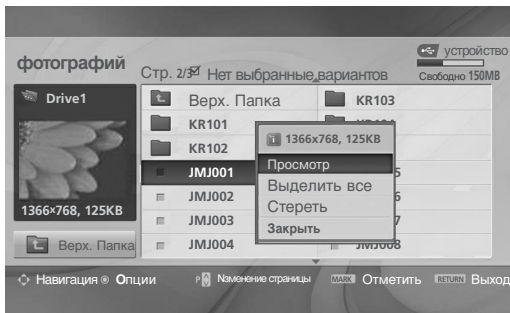 устройство
фотографий
Стр. 2/3 Нет выбранные вариантов
Свободно 150MB
Drive1
1366×768, 125KB
Верх. Папка
Верх. Папка
KR101
KR102
JMJ001
JMJ002
JMJ003
JMJ004
KR103
JMJ008
1366x768, 125KB
Просмотр
Выделить все
Стереть
Закрыть
Навигация Опции P Nзменение страницы MARK Отметить RETURN Выход